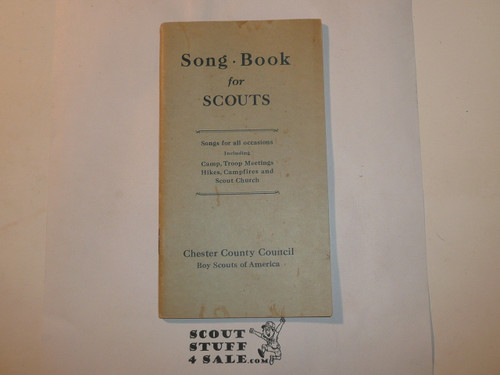 Song · Book
for
SCOUTS
Songs for all occasions
Including
Camp, Troop Meetings
Hikes, Campfires and
Scout Church
Chester County Council
Boy Scouts of America
SCOUT
STUFF
4 SALE.COM